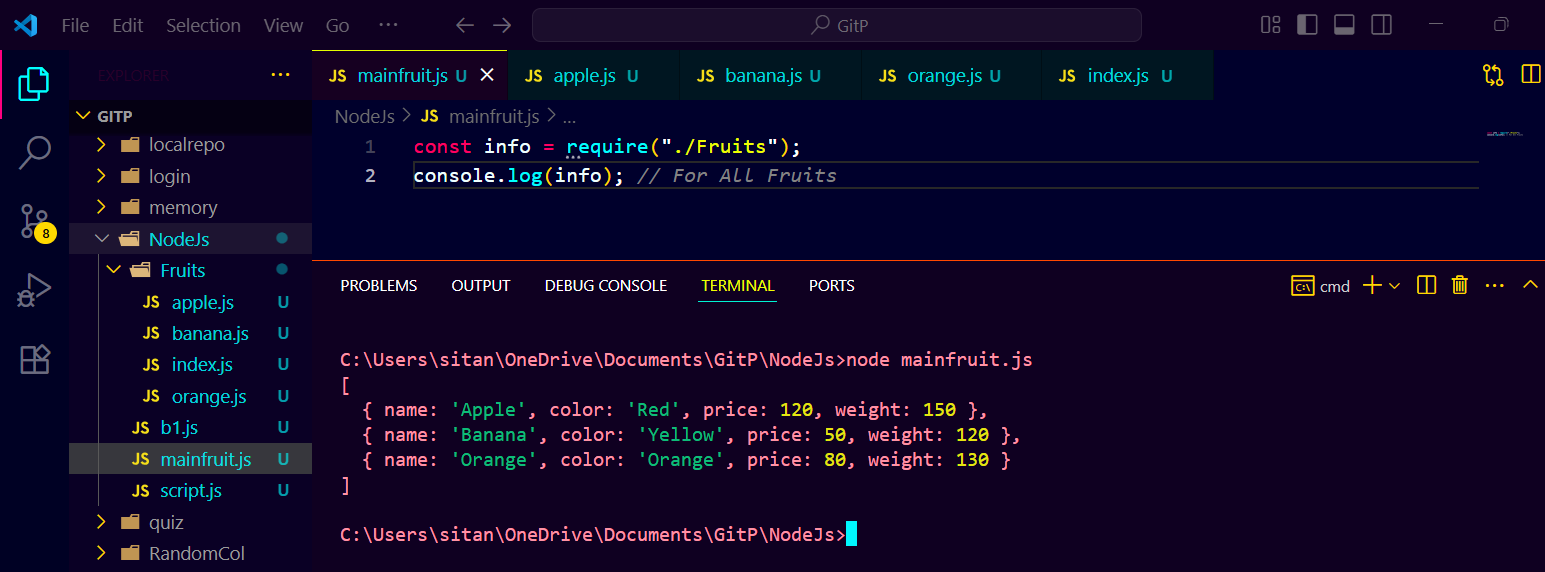 File Edit Selection View Go ... GitP
EXPLORER ...
JS mainfruit.js U JS apple.js U JS banana.js U JS orange.js U JS index.js U
GITP
localrepo
login
memory
NodeJs
Fruits
JS apple.js U
JS banana.js U
JS index.js U
JS orange.js U
JS b1.js U
JS mainfruit.js U
JS script.js U
quiz
RandomCol
8
NodeJs > JS mainfruit.js > ...
1 const info = require("./Fruits");
2 console.log(info); // For All Fruits
PROBLEMS OUTPUT DEBUG CONSOLE TERMINAL PORTS cmd ...
C:\Users\sitan\OneDrive\Documents\GitP\NodeJs>node mainfruit.js
[
  { name: 'Apple', color: 'Red', price: 120, weight: 150 },
  { name: 'Banana', color: 'Yellow', price: 50, weight: 120 },
  { name: 'Orange', color: 'Orange', price: 80, weight: 130 }
]
C:\Users\sitan\OneDrive\Documents\GitP\NodeJs>